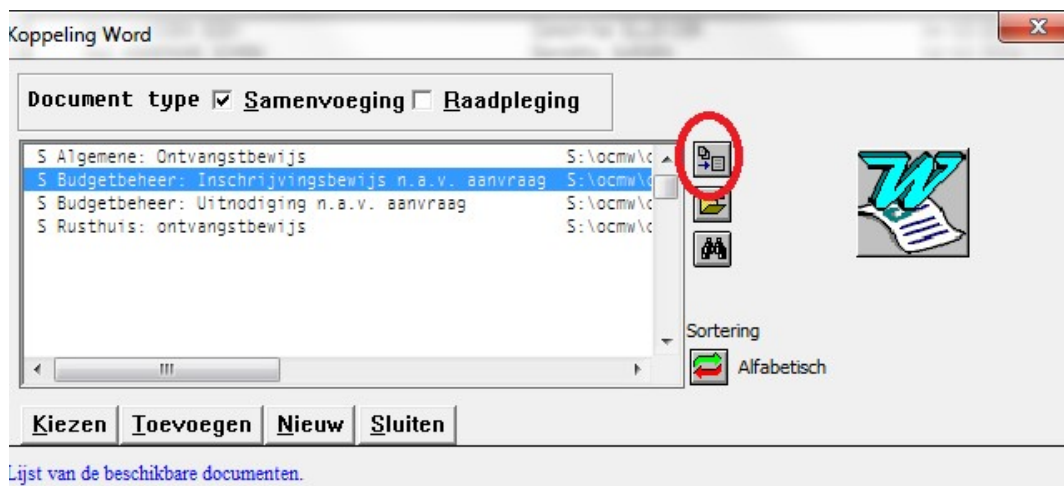 Koppeling Word
Document type Samenvoeging Raadpleging
S Algemene: Ontvangstbewijs S:\ocmw\
S Budgetbeheer: Inschrijvingsbewijs n.a.v. aanvraag S:\ocmw\
S Budgetbeheer: Uitnodiging n.a.v. aanvraag S:\ocmw\
S Rusthuis: ontvangstbewijs S:\ocmw\
Sortering
Alfabetisch
Kiezen Toevoegen Nieuw Sluiten
Lijst van de beschikbare documenten.